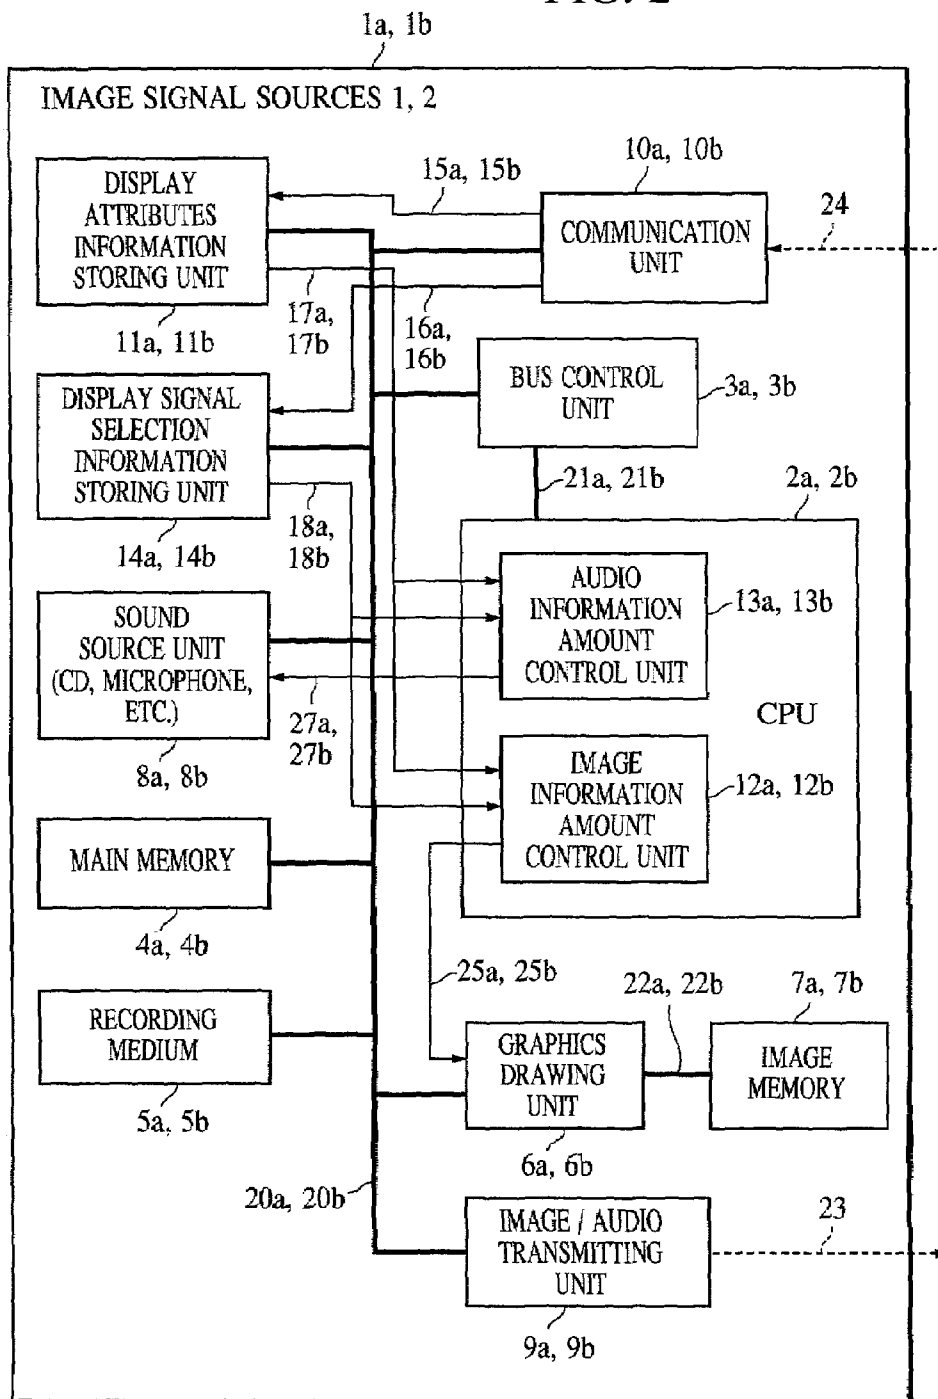 FIG. 2
1a, 1b
IMAGE SIGNAL SOURCES 1, 2
DISPLAY
ATTRIBUTES
INFORMATION
STORING UNIT
11a, 11b
15a, 15b
10a, 10b
COMMUNICATION
UNIT
24
17a,
17b
16a,
16b
BUS CONTROL
UNIT
3a, 3b
DISPLAY SIGNAL
SELECTION
INFORMATION
STORING UNIT
14a, 14b
18a,
18b
21a, 21b
2a, 2b
AUDIO
INFORMATION
AMOUNT
CONTROL UNIT
13a, 13b
SOUND
SOURCE UNIT
(CD, MICROPHONE,
ETC.)
8a, 8b
27a,
27b
CPU
IMAGE
INFORMATION
AMOUNT
CONTROL UNIT
12a, 12b
MAIN MEMORY
4a, 4b
25a, 25b
22a, 22b
7a, 7b
RECORDING
MEDIUM
5a, 5b
GRAPHICS
DRAWING
UNIT
6a, 6b
IMAGE
MEMORY
20a, 20b
IMAGE / AUDIO
TRANSMITTING
UNIT
9a, 9b
23